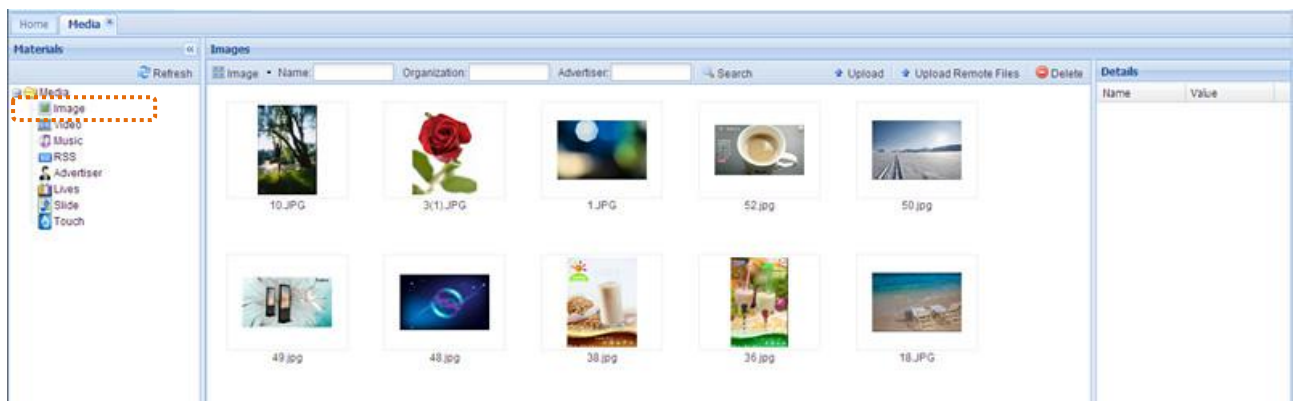 Home Media
Materials
Refresh
Media
Image
Video
Music
RSS
Advertiser
Lives
Slide
Touch
Images
Image Name: Organization: Advertiser: Search Upload Upload Remote Files Delete
10.JPG 3(1).JPG 1.JPG 52.jpg 50.jpg
49.jpg 48.jpg 38.jpg 36.jpg 18.JPG
Details
Name Value